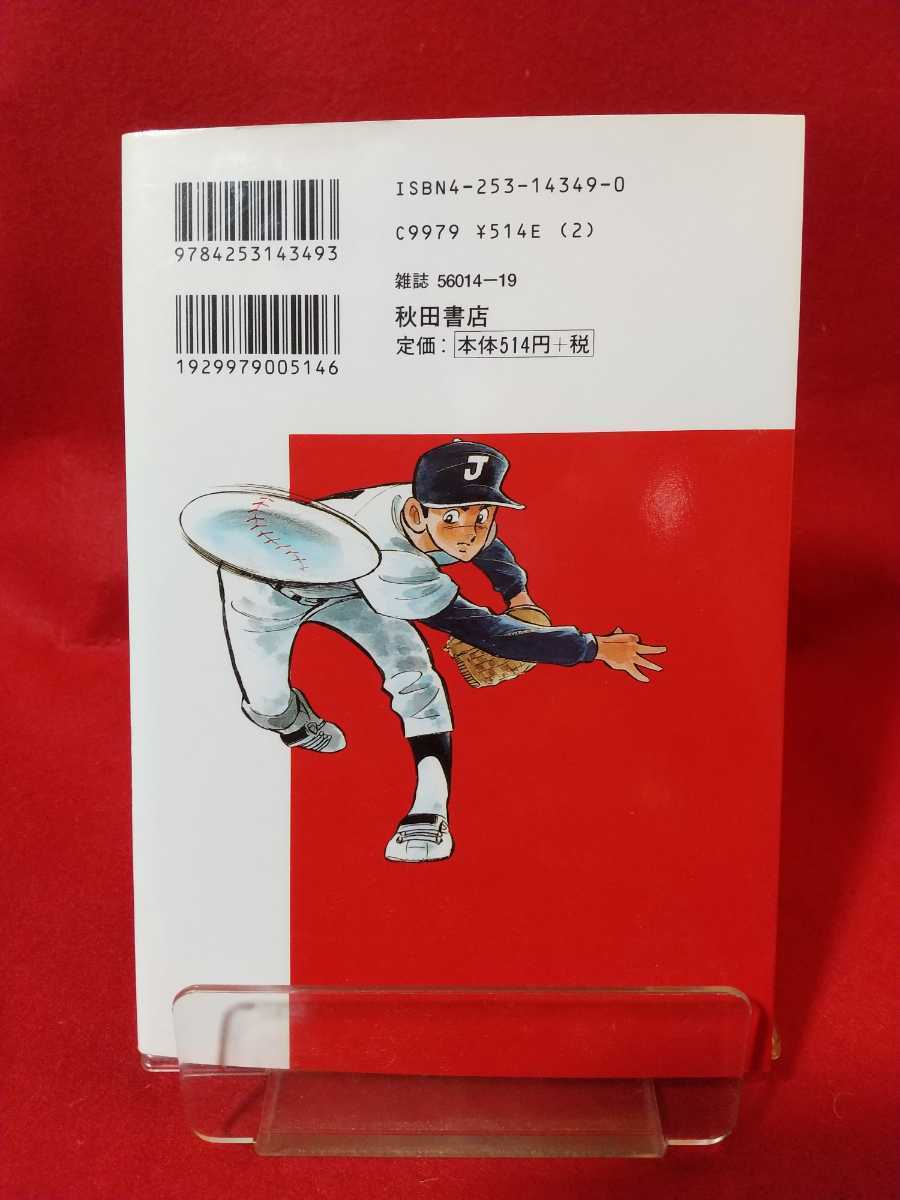 ISBN4-253-14349-0
C9979 ¥514E (2)
9784253143493
雑誌 56014-19
秋田書店
定価: 本体514円+税
1929979005146
J